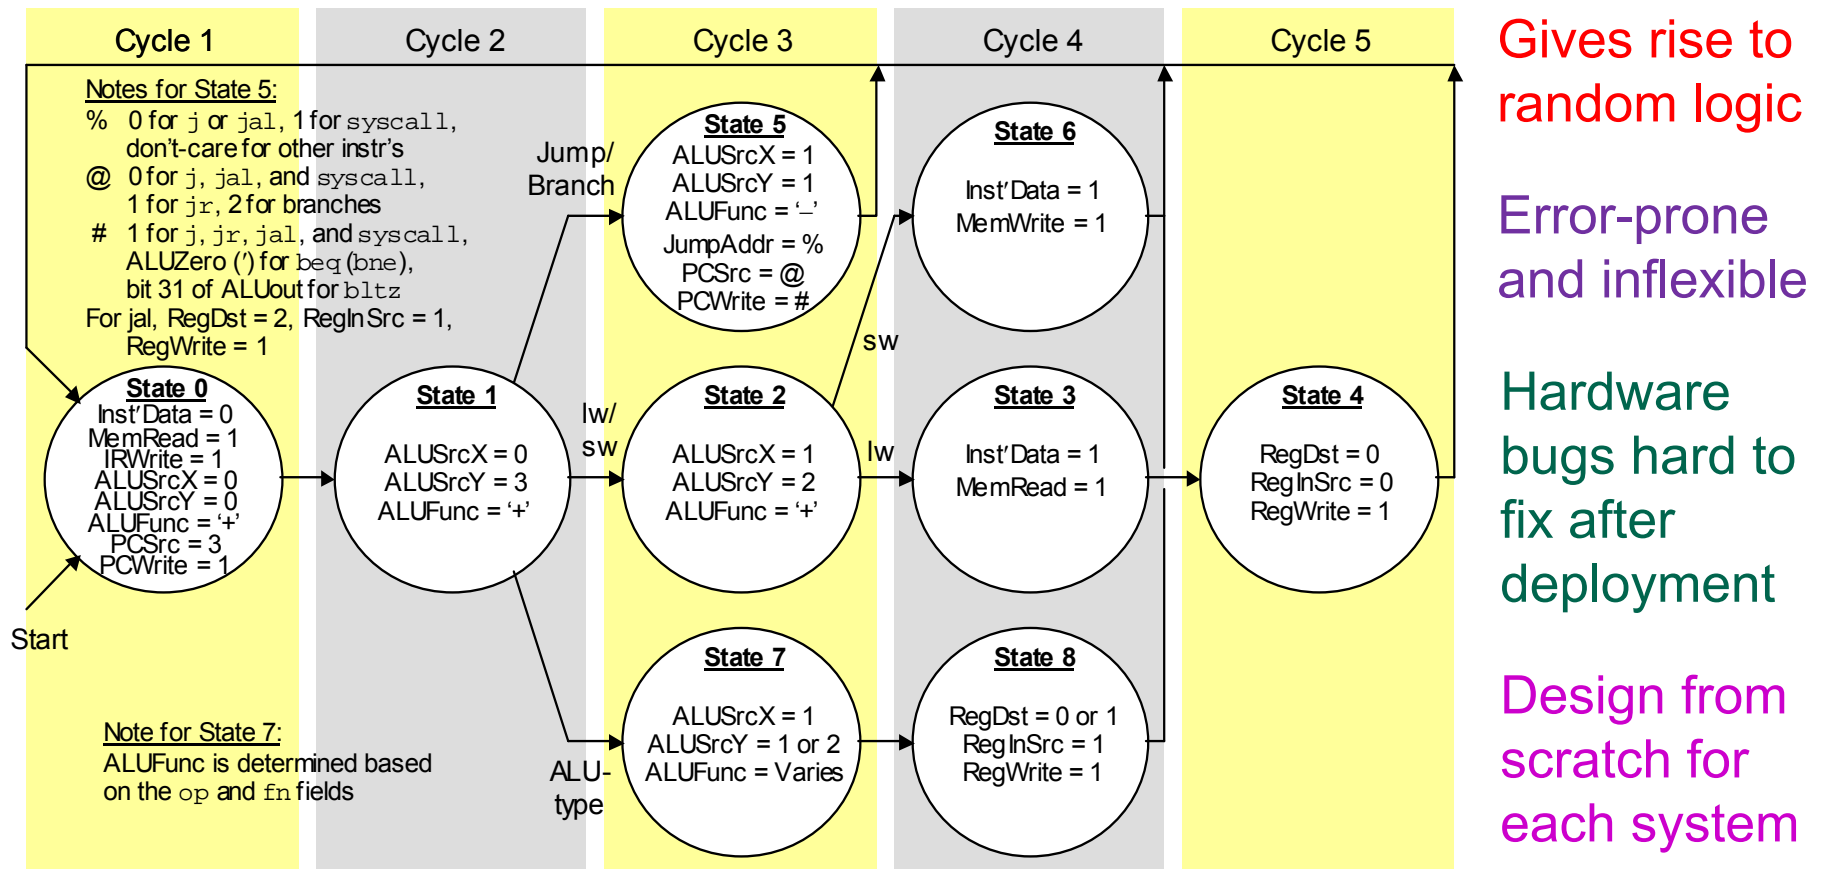 Cycle 1
Cycle 2
Cycle 3
Cycle 4
Cycle 5
Notes for State 5:
% 0 for j or jal, 1 for syscall,
don't-care for other instr's
@ 0 for j, jal, and syscall,
1 for jr, 2 for branches
# 1 for j, jr, jal, and syscall,
ALUZero (′) for beq (bne),
bit 31 of ALUout for bltz
For jal, RegDst = 2, RegInSrc = 1,
RegWrite = 1
State 0
Inst′Data = 0
MemRead = 1
IRWrite = 1
ALUSrcX = 0
ALUSrcY = 0
ALUFunc = ‘+’
PCSrc = 3
PCWrite = 1
Start
Note for State 7:
ALUFunc is determined based
on the op and fn fields
State 1
ALUSrcX = 0
ALUSrcY = 3
ALUFunc = ‘+’
Jump/
Branch
lw/
sw
ALU-
type
State 5
ALUSrcX = 1
ALUSrcY = 1
ALUFunc = ‘–’
JumpAddr = %
PCSrc = @
PCWrite = #
State 2
ALUSrcX = 1
ALUSrcY = 2
ALUFunc = ‘+’
State 7
ALUSrcX = 1
ALUSrcY = 1 or 2
ALUFunc = Varies
sw
lw
State 6
Inst′Data = 1
MemWrite = 1
State 3
Inst′Data = 1
MemRead = 1
State 8
RegDst = 0 or 1
RegInSrc = 1
RegWrite = 1
State 4
RegDst = 0
RegInSrc = 0
RegWrite = 1
Gives rise to
random logic
Error-prone
and inflexible
Hardware
bugs hard to
fix after
deployment
Design from
scratch for
each system